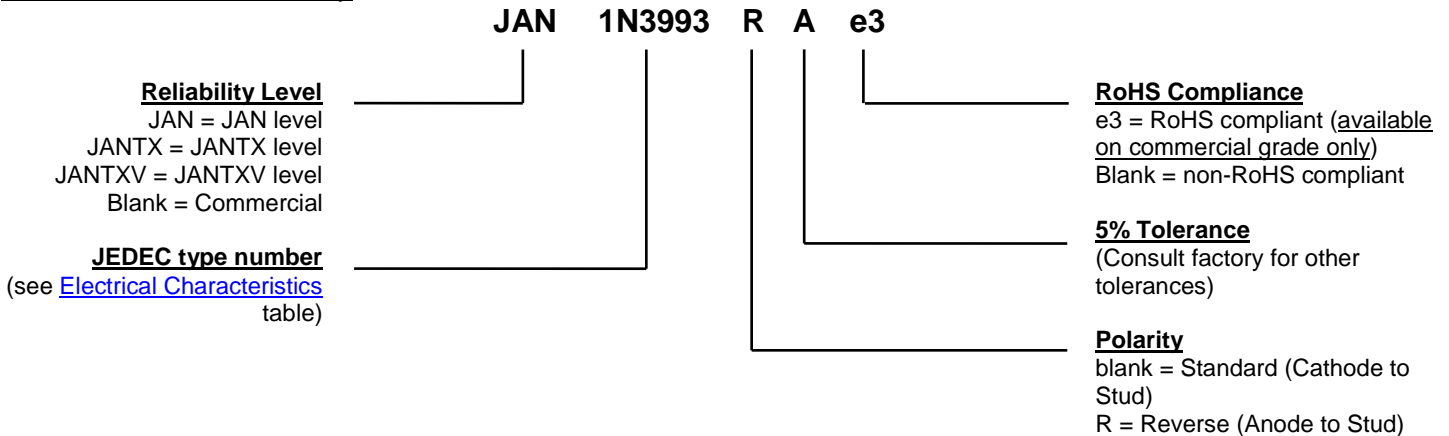 JAN 1N3993 R A e3
Reliability Level
JAN = JAN level
JANTX = JANTX level
JANTXV = JANTXV level
Blank = Commercial
JEDEC type number
(see Electrical Characteristics
table)
RoHS Compliance
e3 = RoHS compliant (available
on commercial grade only)
Blank = non-RoHS compliant
5% Tolerance
(Consult factory for other
tolerances)
Polarity
blank = Standard (Cathode to
Stud)
R = Reverse (Anode to Stud)